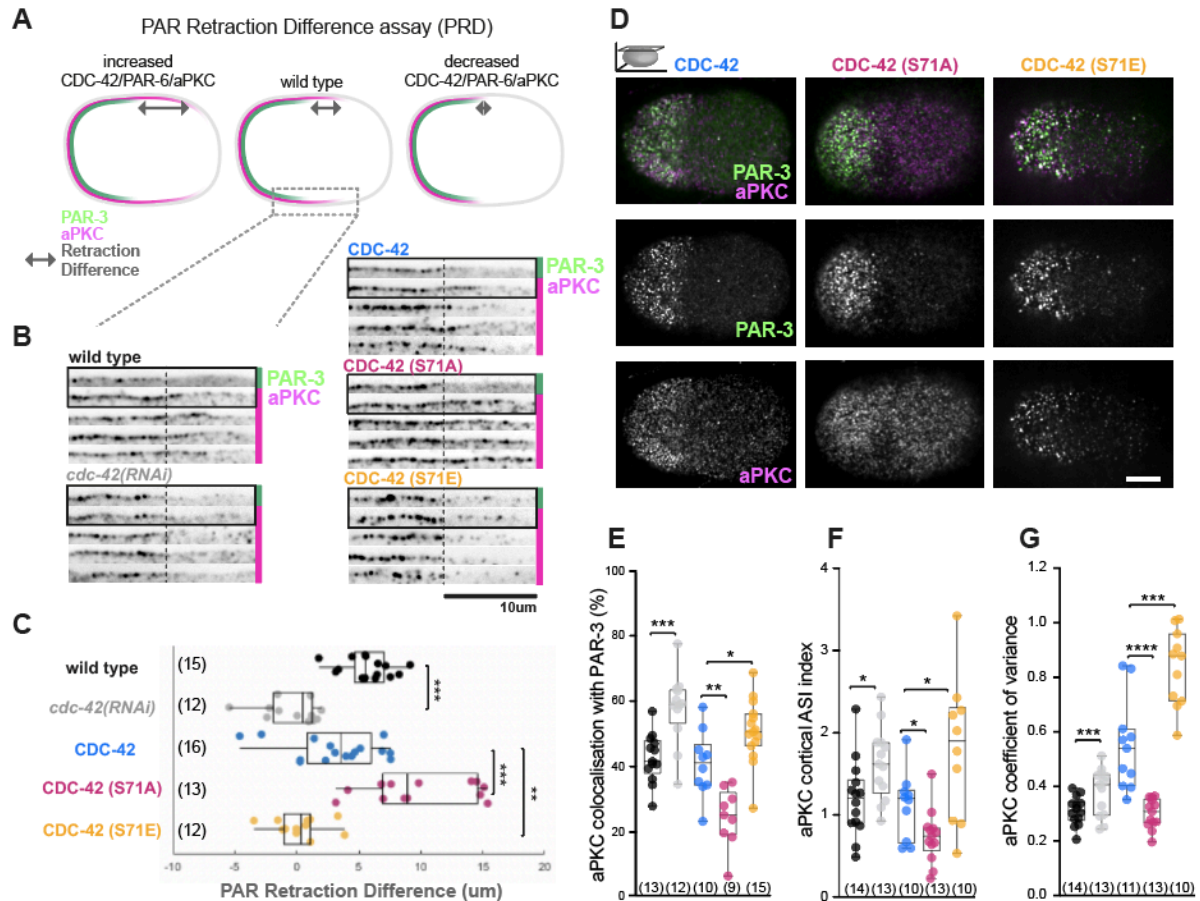 A
PAR Retraction Difference assay (PRD)
increased
CDC-42/PAR-6/aPKC
wild type
decreased
CDC-42/PAR-6/aPKC
PAR-3
aPKC
Retraction
Difference
B
wild type
PAR-3
aPKC
cdc-42(RNAi)
CDC-42
PAR-3
aPKC
CDC-42 (S71A)
CDC-42 (S71E)
10um
C
wild type (15)
cdc-42(RNAi) (12)
CDC-42 (16)
CDC-42 (S71A) (13)
CDC-42 (S71E) (12)
***
***
**
-10 -5 0 5 10 15 20
PAR Retraction Difference (um)
D
CDC-42 CDC-42 (S71A) CDC-42 (S71E)
PAR-3
aPKC
PAR-3
aPKC
E
aPKC colocalisation with PAR-3 (%)
100
80
60
40
20
0
*** ** *
(13) (12) (10) (9) (15)
F
aPKC cortical ASI index
4
3
2
1
0
* * *
(14) (13) (10) (13) (10)
G
aPKC coefficient of variance
1.2
1.0
0.8
0.6
0.4
0.2
0.0
*** **** ***
(14) (13) (11) (13) (10)